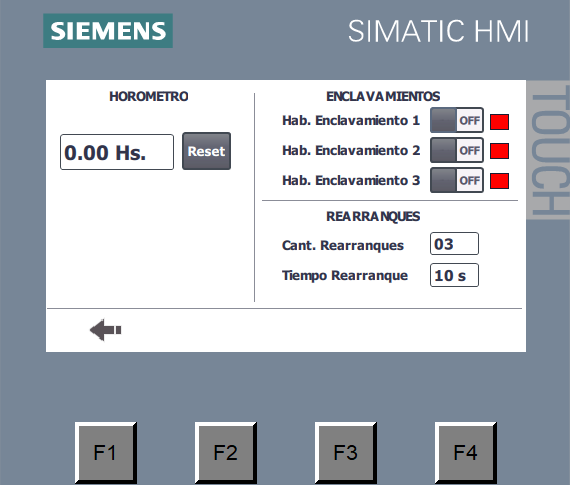 SIEMENS
SIMATIC HMI
TOUCH
HOROMETRO
0.00 Hs.
Reset
ENCLAVAMIENTOS
Hab. Enclavamiento 1 OFF
Hab. Enclavamiento 2 OFF
Hab. Enclavamiento 3 OFF
REARRANQUES
Cant. Rearranques 03
Tiempo Rearranque 10 s
F1 F2 F3 F4